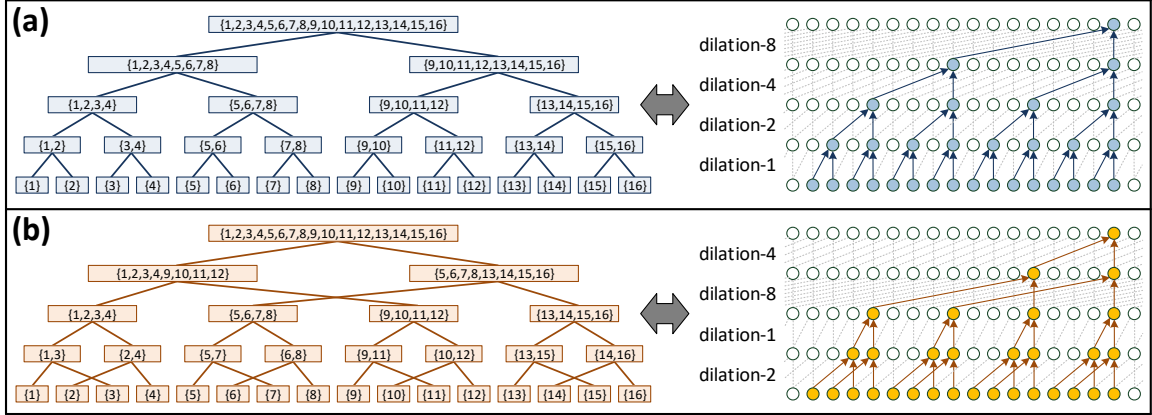 (a)
{1,2,3,4,5,6,7,8,9,10,11,12,13,14,15,16}
dilation-8
{1,2,3,4,5,6,7,8} {9,10,11,12,13,14,15,16}
dilation-4
{1,2,3,4} {5,6,7,8} {9,10,11,12} {13,14,15,16}
dilation-2
{1,2} {3,4} {5,6} {7,8} {9,10} {11,12} {13,14} {15,16}
dilation-1
{1} {2} {3} {4} {5} {6} {7} {8} {9} {10} {11} {12} {13} {14} {15} {16}
(b)
{1,2,3,4,5,6,7,8,9,10,11,12,13,14,15,16}
dilation-4
{1,2,3,4,9,10,11,12} {5,6,7,8,13,14,15,16}
dilation-8
{1,2,3,4} {5,6,7,8} {9,10,11,12} {13,14,15,16}
dilation-1
{1,3} {2,4} {5,7} {6,8} {9,11} {10,12} {13,15} {14,16}
dilation-2
{1} {2} {3} {4} {5} {6} {7} {8} {9} {10} {11} {12} {13} {14} {15} {16}